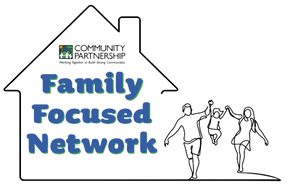 COMMUNITY
PARTNERSHIP
Working Together to Build Strong Communities
Family
Focused
Network